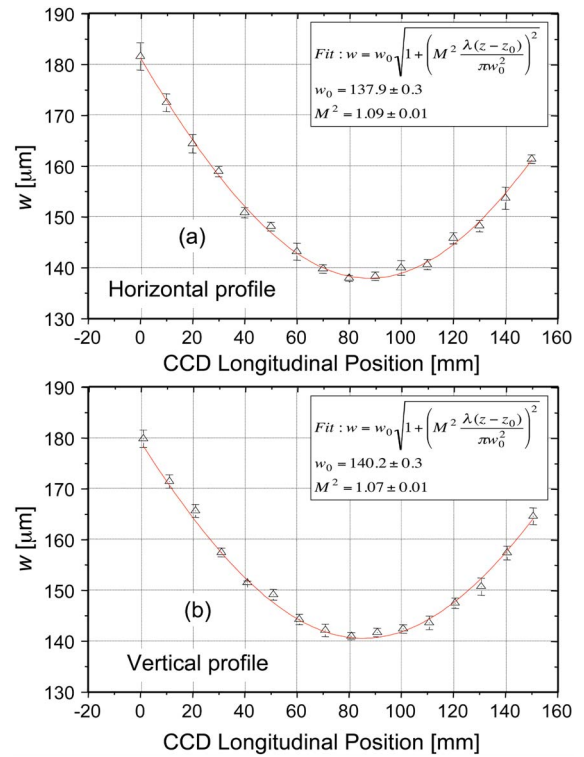 190
180
170
160
150
140
130
w [µm]
Fit : w = w₀√(1 + (M² λ(z − z₀)/πw₀²)²)
w₀ = 137.9 ± 0.3
M² = 1.09 ± 0.01
(a)
Horizontal profile
-20 0 20 40 60 80 100 120 140 160
CCD Longitudinal Position [mm]
190
180
170
160
150
140
130
w [µm]
Fit : w = w₀√(1 + (M² λ(z − z₀)/πw₀²)²)
w₀ = 140.2 ± 0.3
M² = 1.07 ± 0.01
(b)
Vertical profile
-20 0 20 40 60 80 100 120 140 160
CCD Longitudinal Position [mm]